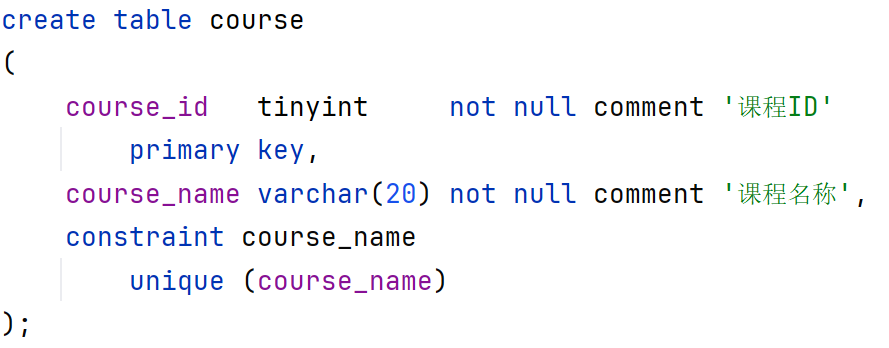 create table course
(
    course_id   tinyint     not null comment '课程ID'
        primary key,
    course_name varchar(20) not null comment '课程名称',
    constraint course_name
        unique (course_name)
);